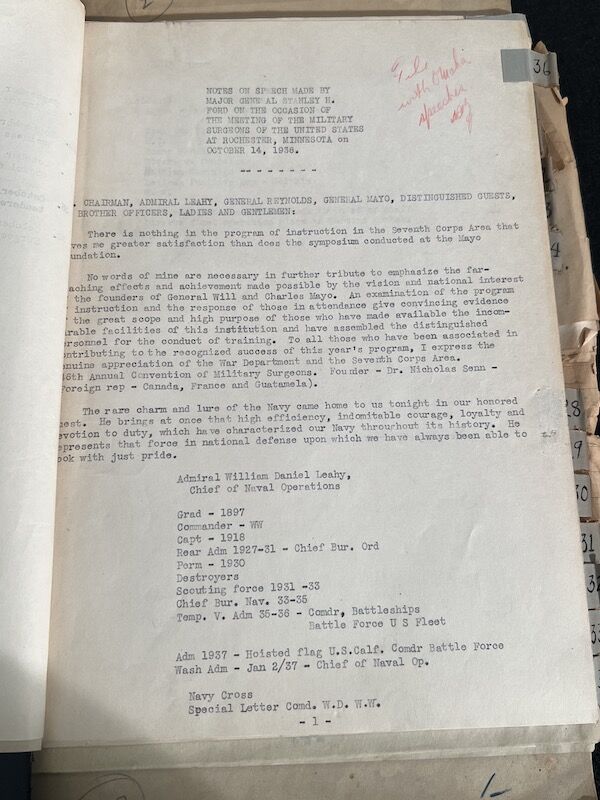 File
with Omaha
speeches
36
NOTES ON SPEECH MADE BY
MAJOR GENERAL STANLEY H.
FORD ON THE OCCASION OF
THE MEETING OF THE MILITARY
SURGEONS OF THE UNITED STATES
AT ROCHESTER, MINNESOTA on
OCTOBER 14, 1938.
--------
. CHAIRMAN, ADMIRAL LEAHY, GENERAL REYNOLDS, GENERAL MAYO, DISTINGUISHED GUESTS,
BROTHER OFFICERS, LADIES AND GENTLEMEN:
There is nothing in the program of instruction in the Seventh Corps Area that
ves me greater satisfaction than does the symposium conducted at the Mayo
undation.
No words of mine are necessary in further tribute to emphasize the far-
aching effects and achievement made possible by the vision and national interest
the founders of General Will and Charles Mayo. An examination of the program
instruction and the response of those in attendance give convincing evidence
the great scope and high purpose of those who have made available the incom-
arable facilities of this institution and have assembled the distinguished
ersonnel for the conduct of training. To all those who have been associated in
ontributing to the recognized success of this year's program, I express the
enuine appreciation of the War Department and the Seventh Corps Area.
46th Annual Convention of Military Surgeons. Founder - Dr. Nicholas Senn -
Foreign rep - Canada, France and Guatamela).
The rare charm and lure of the Navy came home to us tonight in our honored
uest. He brings at once that high efficiency, indomitable courage, loyalty and
evotion to duty, which have characterized our Navy throughout its history. He
epresents that force in national defense upon which we have always been able to
ook with just pride.
Admiral William Daniel Leahy,
Chief of Naval Operations
Grad - 1897
Commander - WW
Capt - 1918
Rear Adm 1927-31 - Chief Bur. Ord
Perm - 1930
Destroyers
Scouting force 1931 -33
Chief Bur. Nav. 33-35
Temp. V. Adm 35-36 - Comdr, Battleships
Battle Force U S Fleet
Adm 1937 - Hoisted flag U.S.Calf. Comdr Battle Force
Wash Adm - Jan 2/37 - Chief of Naval Op.
Navy Cross
Special Letter Comd. W.D. W.W.
- 1 -
28
9
30
31
32